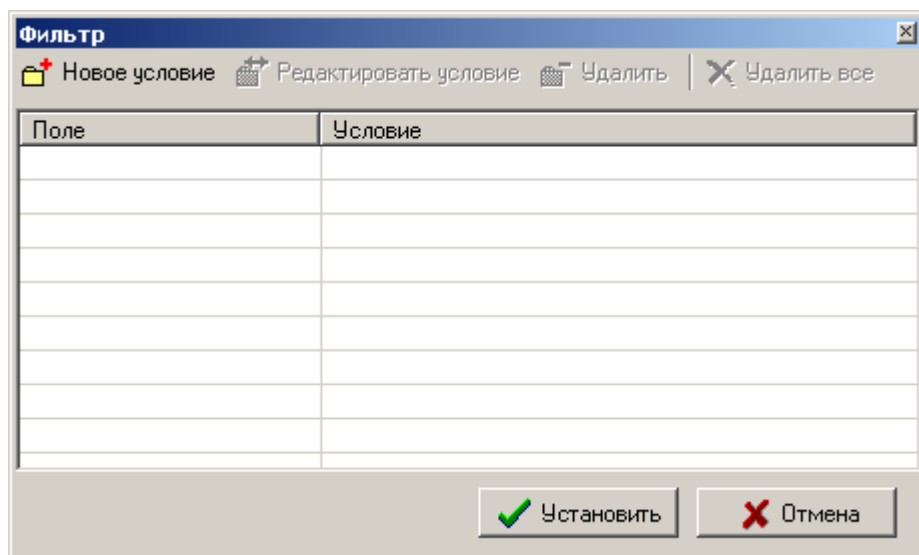 Фильтр
Новое условие Редактировать условие Удалить Удалить все
Поле Условие
Установить Отмена